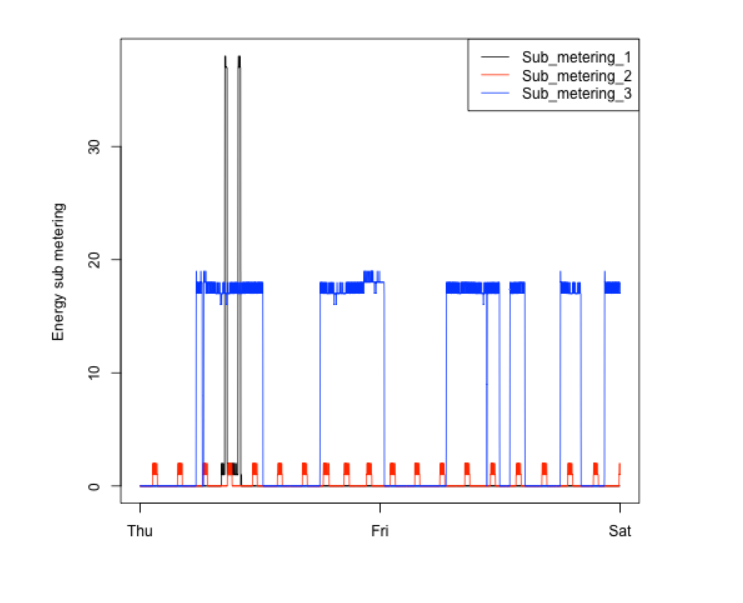 Sub_metering_1
Sub_metering_2
Sub_metering_3
Energy sub metering
30
20
10
0
Thu Fri Sat